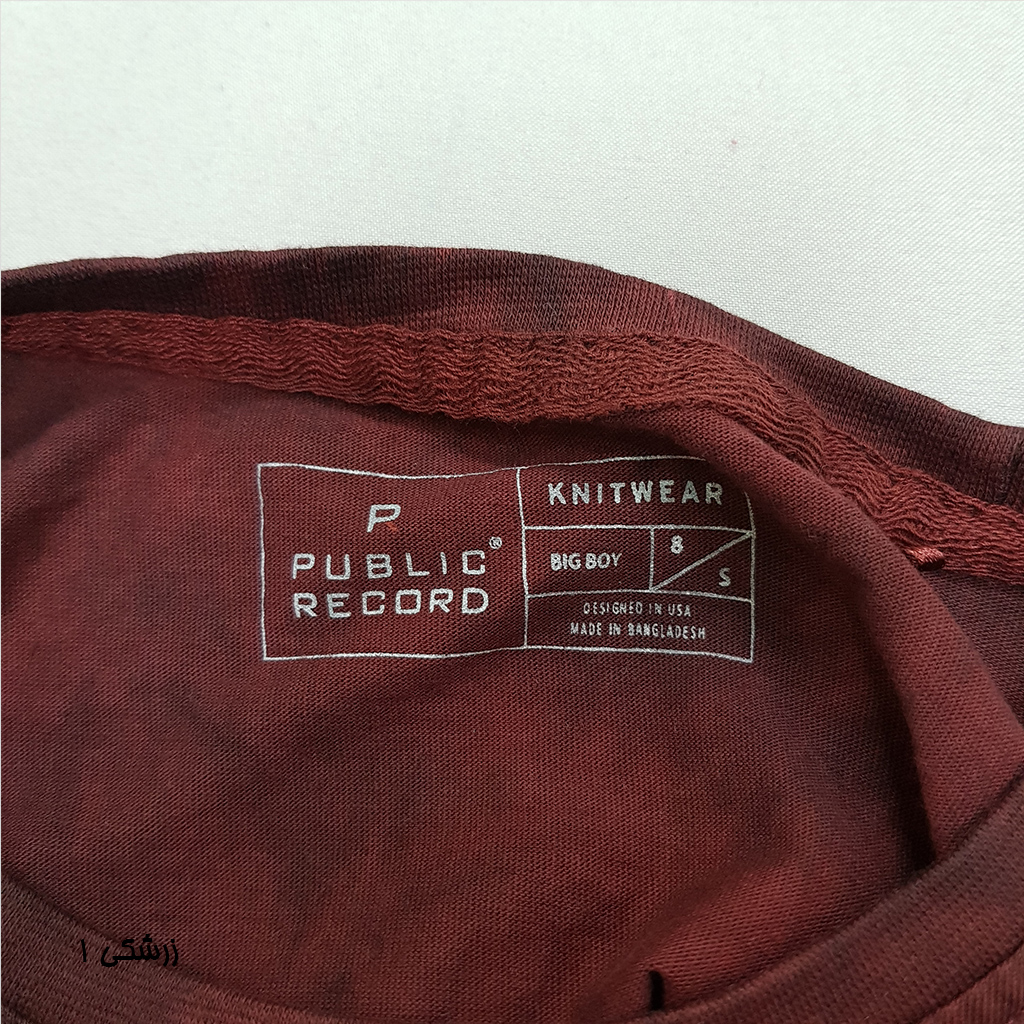 P
PUBLIC®
RECORD
KNITWEAR
BIG BOY
8
S
DESIGNED IN USA
MADE IN BANGLADESH
زرشکی ۱